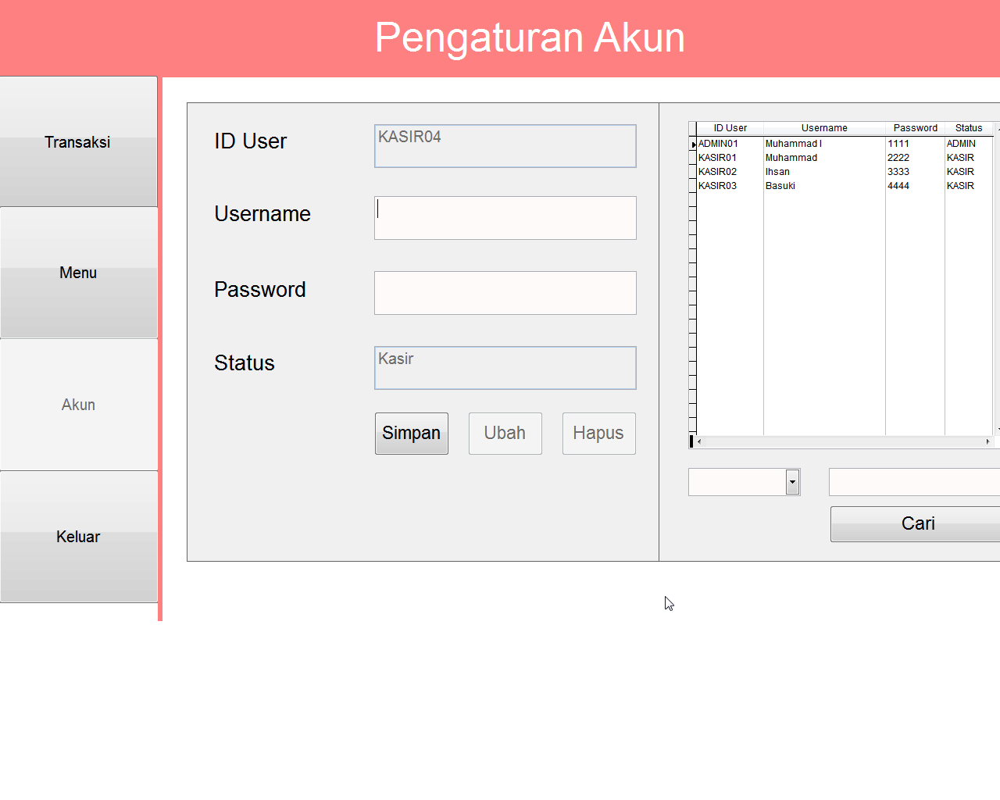 Pengaturan Akun
Transaksi
Menu
Akun
Keluar
ID User KASIR04
Username
Password
Status Kasir
Simpan Ubah Hapus
ID User Username Password Status
ADMIN01 Muhammad I 1111 ADMIN
KASIR01 Muhammad 2222 KASIR
KASIR02 Ihsan 3333 KASIR
KASIR03 Basuki 4444 KASIR
Cari